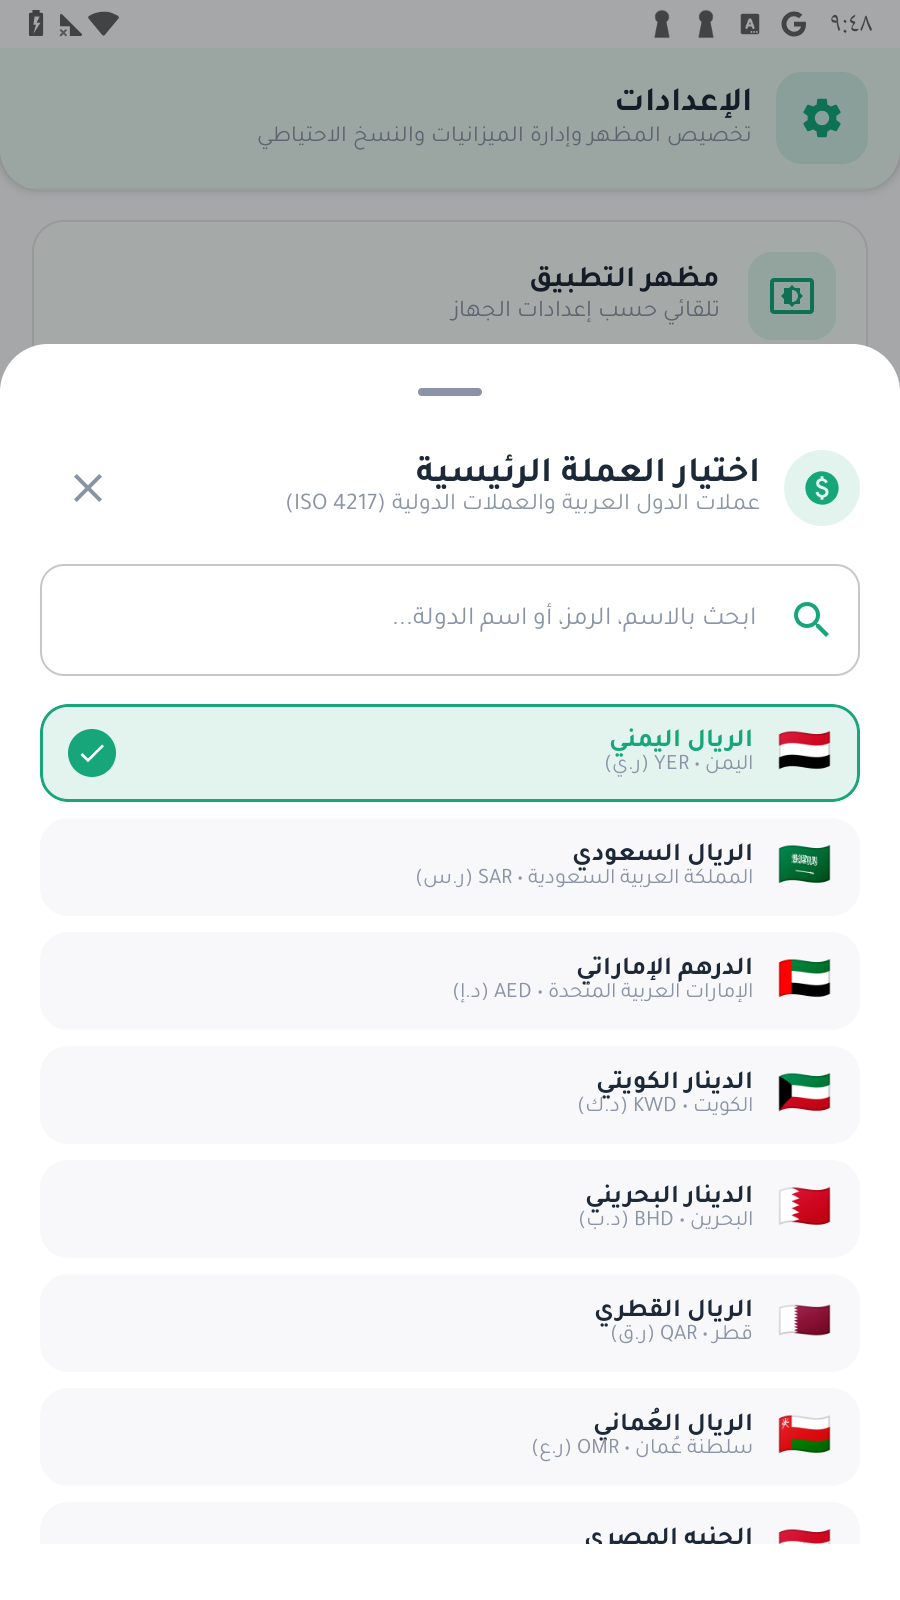 ٩:٤٨
الإعدادات
تخصيص المظهر وإدارة الميزانيات والنسخ الاحتياطي
مظهر التطبيق
تلقائي حسب إعدادات الجهاز
اختيار العملة الرئيسية
عملات الدول العربية والعملات الدولية (ISO 4217)
ابحث بالاسم، الرمز، أو اسم الدولة...
الريال اليمني
اليمن • YER (ر.ي)
الريال السعودي
المملكة العربية السعودية • SAR (ر.س)
الدرهم الإماراتي
الإمارات العربية المتحدة • AED (د.إ)
الدينار الكويتي
الكويت • KWD (د.ك)
الدينار البحريني
البحرين • BHD (د.ب)
الريال القطري
قطر • QAR (ر.ق)
الريال العُماني
سلطنة عُمان • OMR (ر.ع)
الجنيه المصري